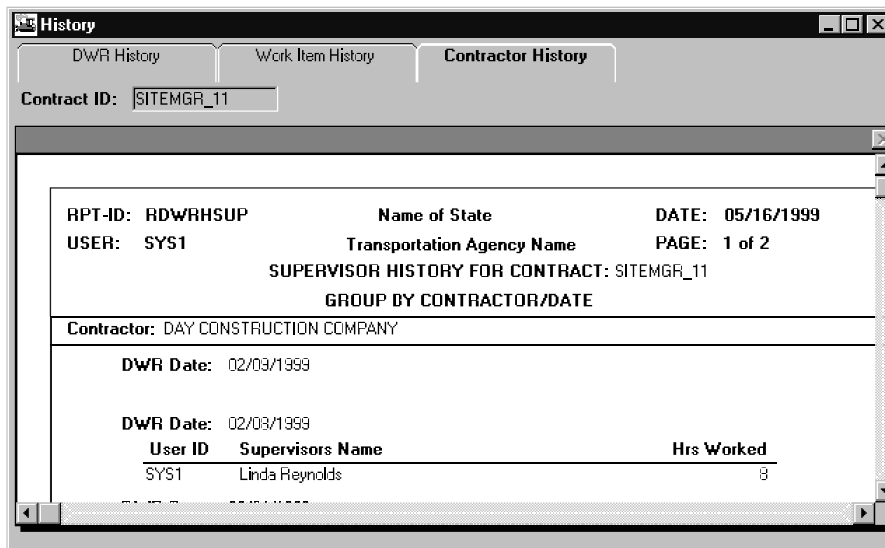 History
DWR History Work Item History Contractor History
Contract ID: SITEMGR_11
RPT-ID: RDWRHSUP Name of State DATE: 05/16/1999
USER: SYS1 Transportation Agency Name PAGE: 1 of 2
SUPERVISOR HISTORY FOR CONTRACT: SITEMGR_11
GROUP BY CONTRACTOR/DATE
Contractor: DAY CONSTRUCTION COMPANY
DWR Date: 02/09/1999
DWR Date: 02/08/1999
User ID Supervisors Name Hrs Worked
SYS1 Linda Reynolds 8